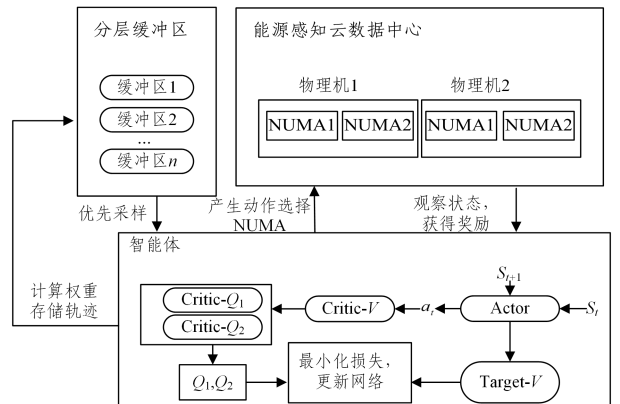 分层缓冲区
缓冲区1
缓冲区2
...
缓冲区n
能源感知云数据中心
物理机1
物理机2
NUMA1
NUMA2
NUMA1
NUMA2
优先采样
产生动作选择
NUMA
观察状态，
获得奖励
计算权重
存储轨迹
智能体
Critic-Q₁
Critic-Q₂
Critic-V
aₜ
Sₜ₊₁
Actor
Sₜ
Q₁,Q₂
最小化损失，
更新网络
Target-V